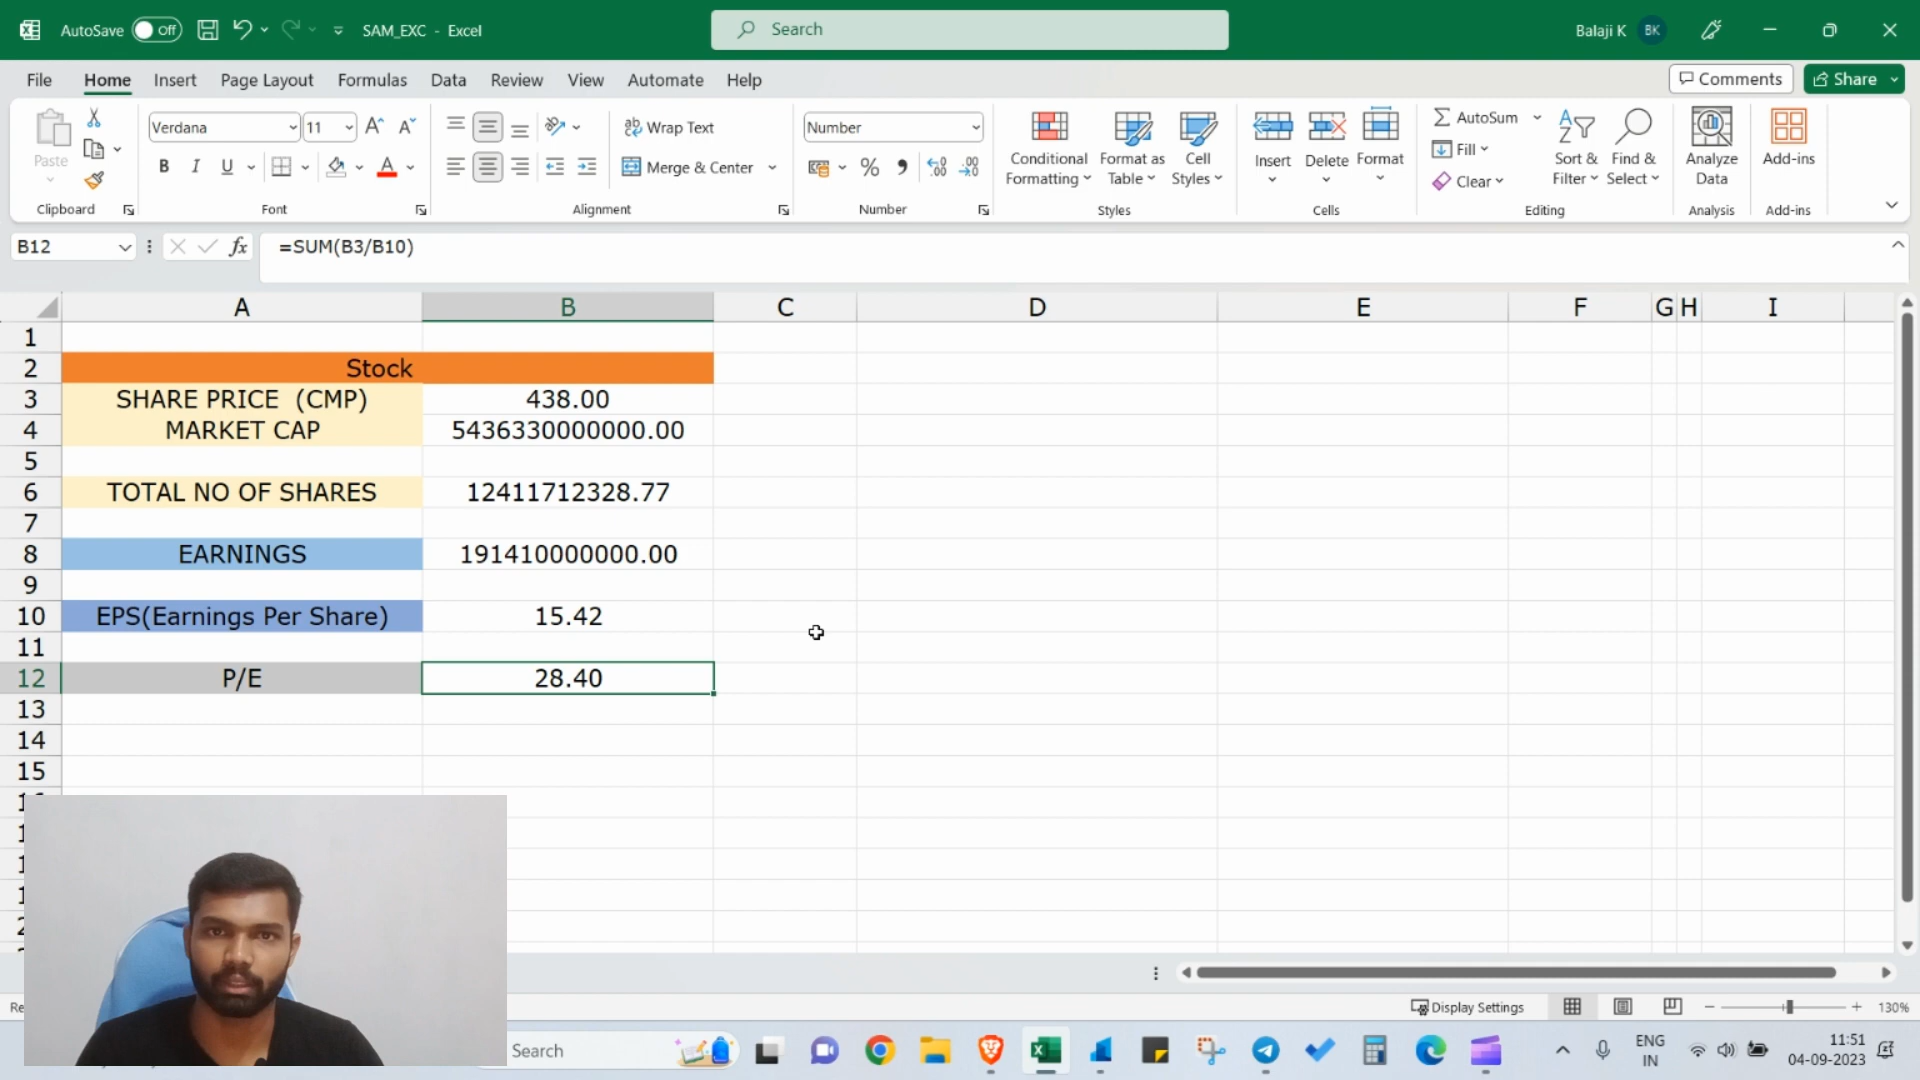 AutoSave Off SAM_EXC - Excel Search Balaji K BK
File Home Insert Page Layout Formulas Data Review View Automate Help Comments Share
Paste Verdana 11 Wrap Text Number Conditional Formatting Format as Table Cell Styles Insert Delete Format AutoSum Sort & Filter Find & Select Analyze Data Add-ins
B I U A Merge & Center % Fill
Clear
Clipboard Font Alignment Number Styles Cells Editing Analysis Add-ins
B12 fx =SUM(B3/B10)
A B C D E F G H I
1
2 Stock
3 SHARE PRICE (CMP) 438.00
4 MARKET CAP 5436330000000.00
5
6 TOTAL NO OF SHARES 12411712328.77
7
8 EARNINGS 191410000000.00
9
10 EPS(Earnings Per Share) 15.42
11
12 P/E 28.40
13
14
15
Display Settings 130%
Search ENG 11:51
IN 04-09-2023